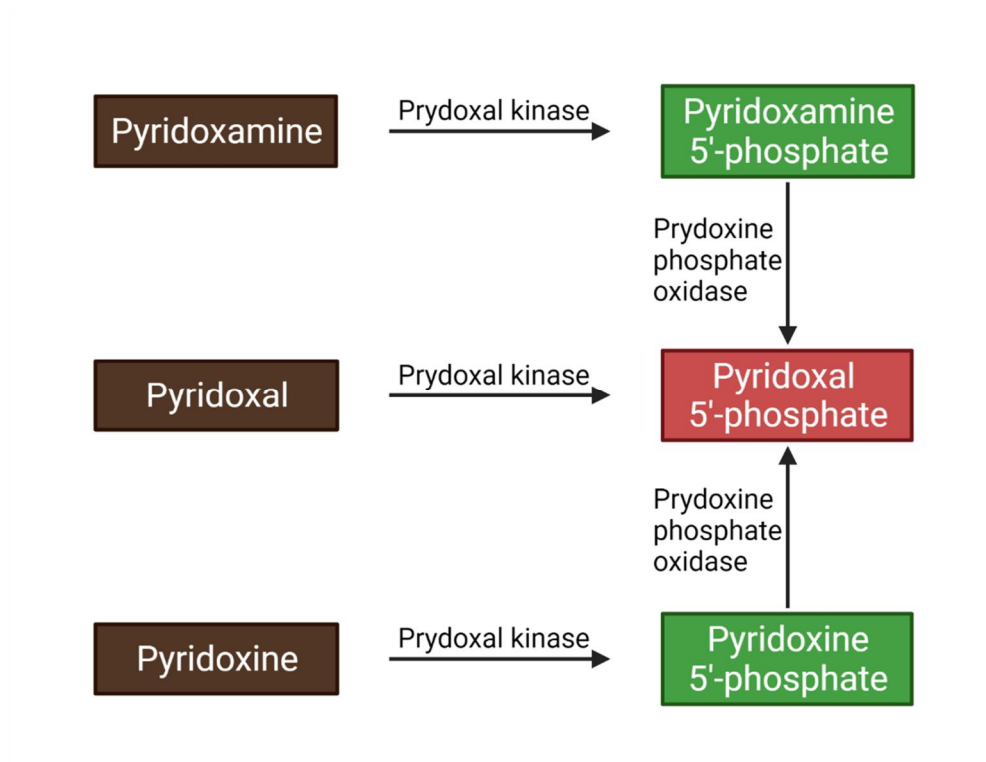 Pyridoxamine
Prydoxal kinase
Pyridoxamine
5'-phosphate
Prydoxine
phosphate
oxidase
Pyridoxal
Prydoxal kinase
Pyridoxal
5'-phosphate
Prydoxine
phosphate
oxidase
Pyridoxine
Prydoxal kinase
Pyridoxine
5'-phosphate